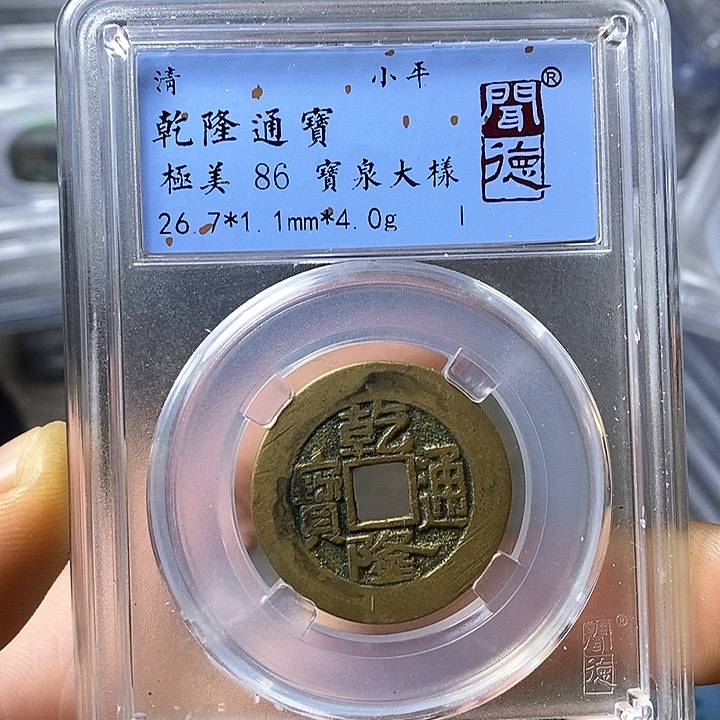 清 小平
乾隆通寶
極美 86 寶泉大樣
26.7*1.1mm*4.0g
聞德®
乾隆通寶
聞德®